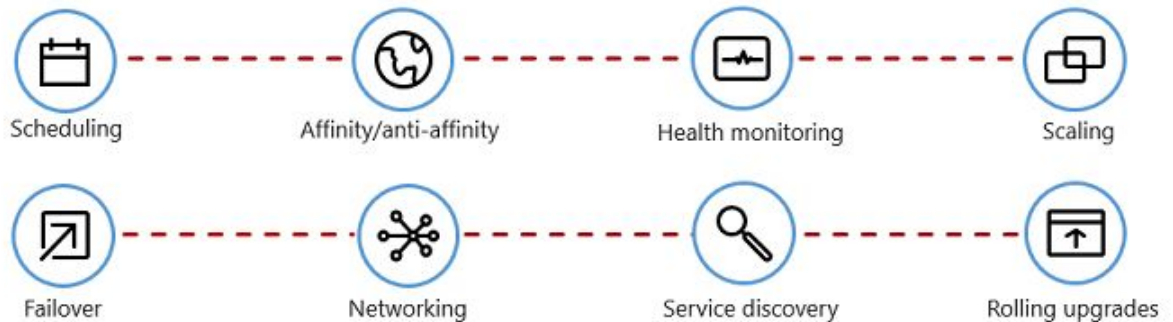 Scheduling
Affinity/anti-affinity
Health monitoring
Scaling
Failover
Networking
Service discovery
Rolling upgrades